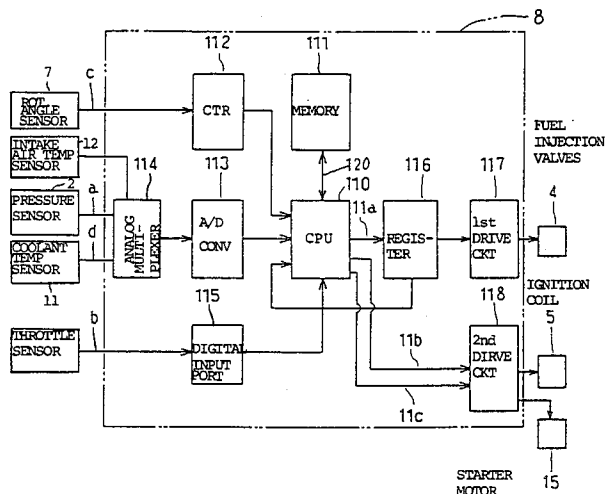 8
112
111
7
c
ROT
ANGLE
SENSOR
CTR
MEMORY
FUEL
INJECTION
VALVES
INTAKE
AIR TEMP
SENSOR
12
114
113
120
110
116
117
2
a
11a
4
PRESSURE
SENSOR
ANALOG
MULTI-
PLEXER
A/D
CONV
CPU
REGIS-
TER
1st
DRIVE
CKT
d
COOLANT
TEMP
SENSOR
11
IGNITION
COIL
115
118
5
THROTTLE
SENSOR
b
DIGITAL
INPUT
PORT
11b
11c
2nd
DIRVE
CKT
STARTER
MOTOR
15